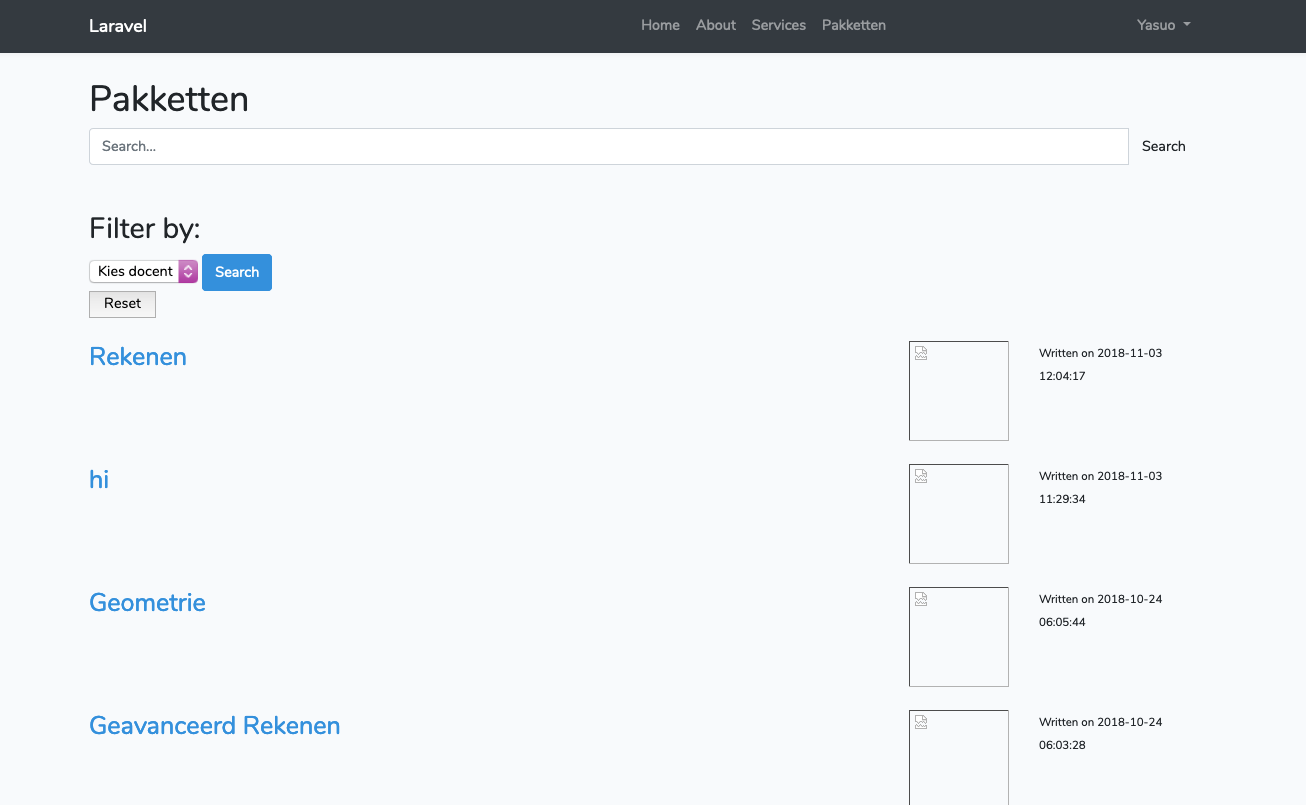 Laravel Home About Services Pakketten Yasuo
Pakketten
Search... Search
Filter by:
Kies docent Search
Reset
Rekenen Written on 2018-11-03
12:04:17
hi Written on 2018-11-03
11:29:34
Geometrie Written on 2018-10-24
06:05:44
Geavanceerd Rekenen Written on 2018-10-24
06:03:28